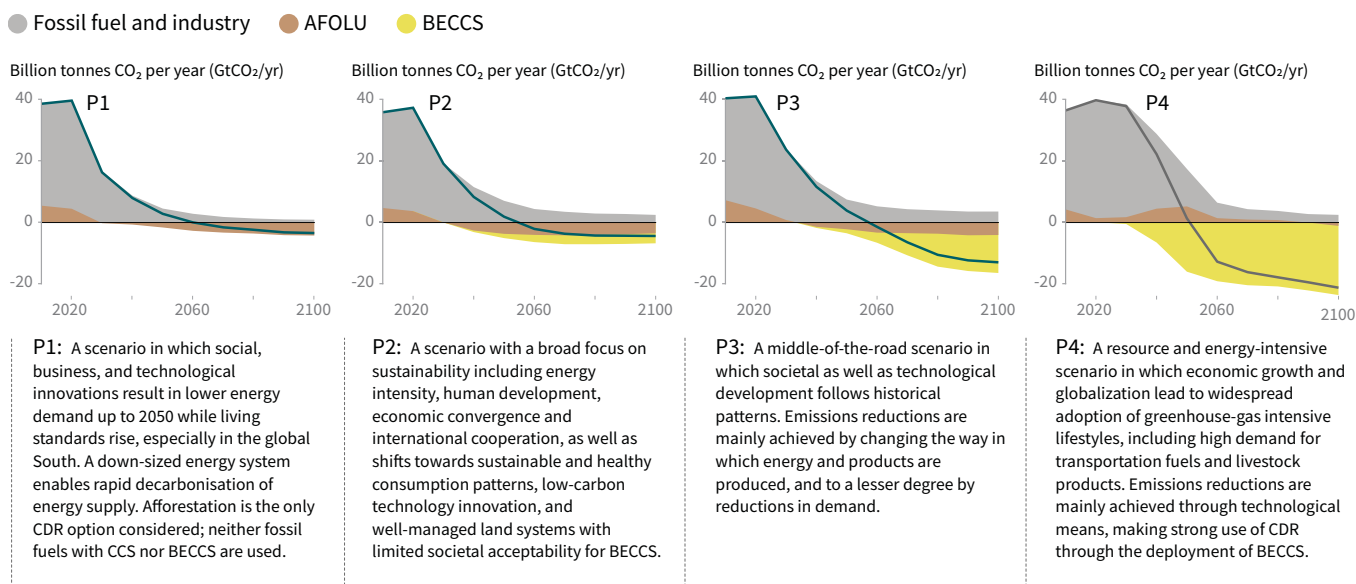 Fossil fuel and industry AFOLU BECCS
Billion tonnes CO₂ per year (GtCO₂/yr)
P1
40
20
0
-20
2020 2060 2100
Billion tonnes CO₂ per year (GtCO₂/yr)
P2
40
20
0
-20
2020 2060 2100
Billion tonnes CO₂ per year (GtCO₂/yr)
P3
40
20
0
-20
2020 2060 2100
Billion tonnes CO₂ per year (GtCO₂/yr)
P4
40
20
0
-20
2020 2060 2100
P1: A scenario in which social,
business, and technological
innovations result in lower energy
demand up to 2050 while living
standards rise, especially in the global
South. A down-sized energy system
enables rapid decarbonisation of
energy supply. Afforestation is the only
CDR option considered; neither fossil
fuels with CCS nor BECCS are used.
P2: A scenario with a broad focus on
sustainability including energy
intensity, human development,
economic convergence and
international cooperation, as well as
shifts towards sustainable and healthy
consumption patterns, low-carbon
technology innovation, and
well-managed land systems with
limited societal acceptability for BECCS.
P3: A middle-of-the-road scenario in
which societal as well as technological
development follows historical
patterns. Emissions reductions are
mainly achieved by changing the way in
which energy and products are
produced, and to a lesser degree by
reductions in demand.
P4: A resource and energy-intensive
scenario in which economic growth and
globalization lead to widespread
adoption of greenhouse-gas intensive
lifestyles, including high demand for
transportation fuels and livestock
products. Emissions reductions are
mainly achieved through technological
means, making strong use of CDR
through the deployment of BECCS.